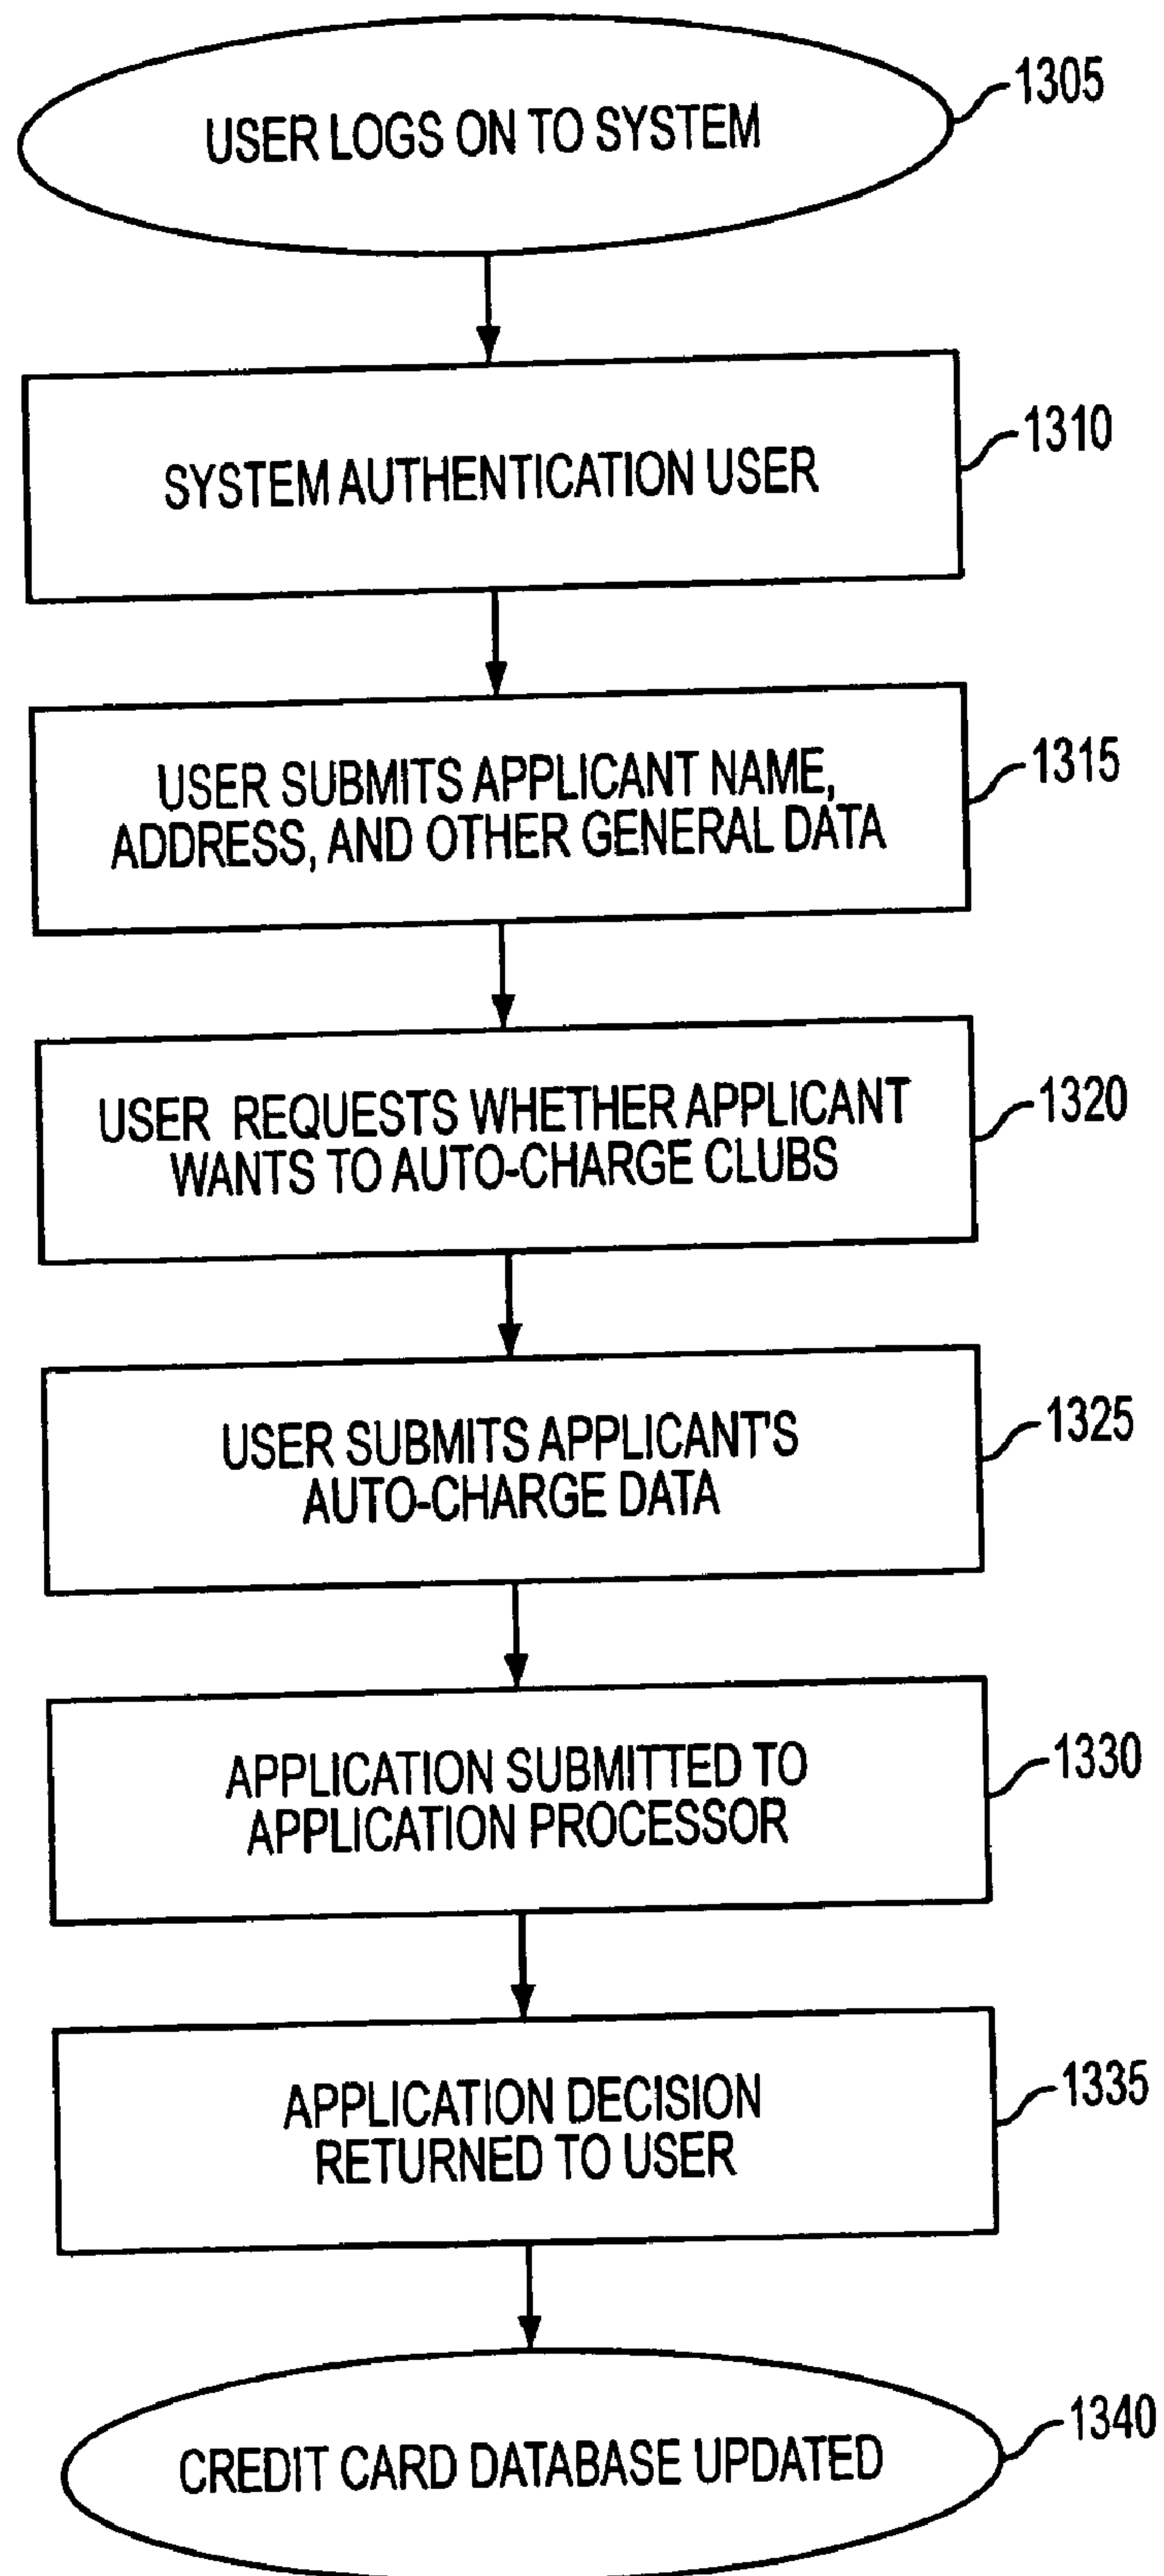 USER LOGS ON TO SYSTEM
1305
SYSTEM AUTHENTICATION USER
1310
USER SUBMITS APPLICANT NAME,
ADDRESS, AND OTHER GENERAL DATA
1315
USER REQUESTS WHETHER APPLICANT
WANTS TO AUTO-CHARGE CLUBS
1320
USER SUBMITS APPLICANT'S
AUTO-CHARGE DATA
1325
APPLICATION SUBMITTED TO
APPLICATION PROCESSOR
1330
APPLICATION DECISION
RETURNED TO USER
1335
CREDIT CARD DATABASE UPDATED
1340